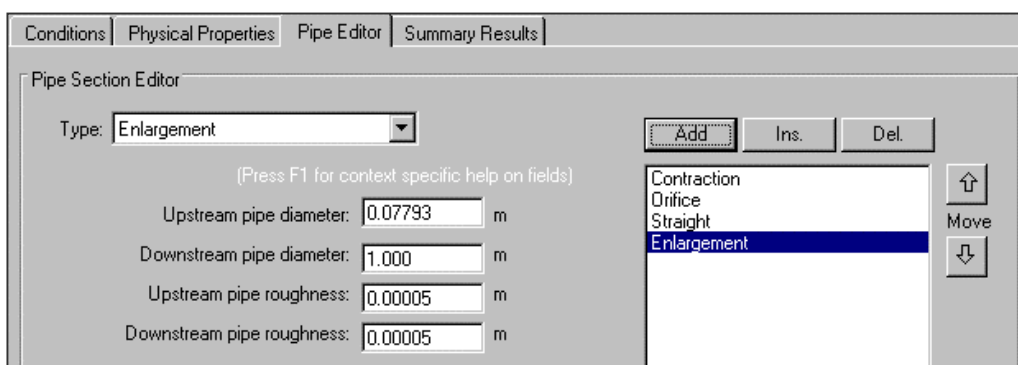 Conditions Physical Properties Pipe Editor Summary Results
Pipe Section Editor
Type: Enlargement
Add Ins. Del.
(Press F1 for context specific help on fields)
Upstream pipe diameter: 0.07793 m
Downstream pipe diameter: 1.000 m
Upstream pipe roughness: 0.00005 m
Downstream pipe roughness: 0.00005 m
Contraction
Orifice
Straight
Enlargement
Move